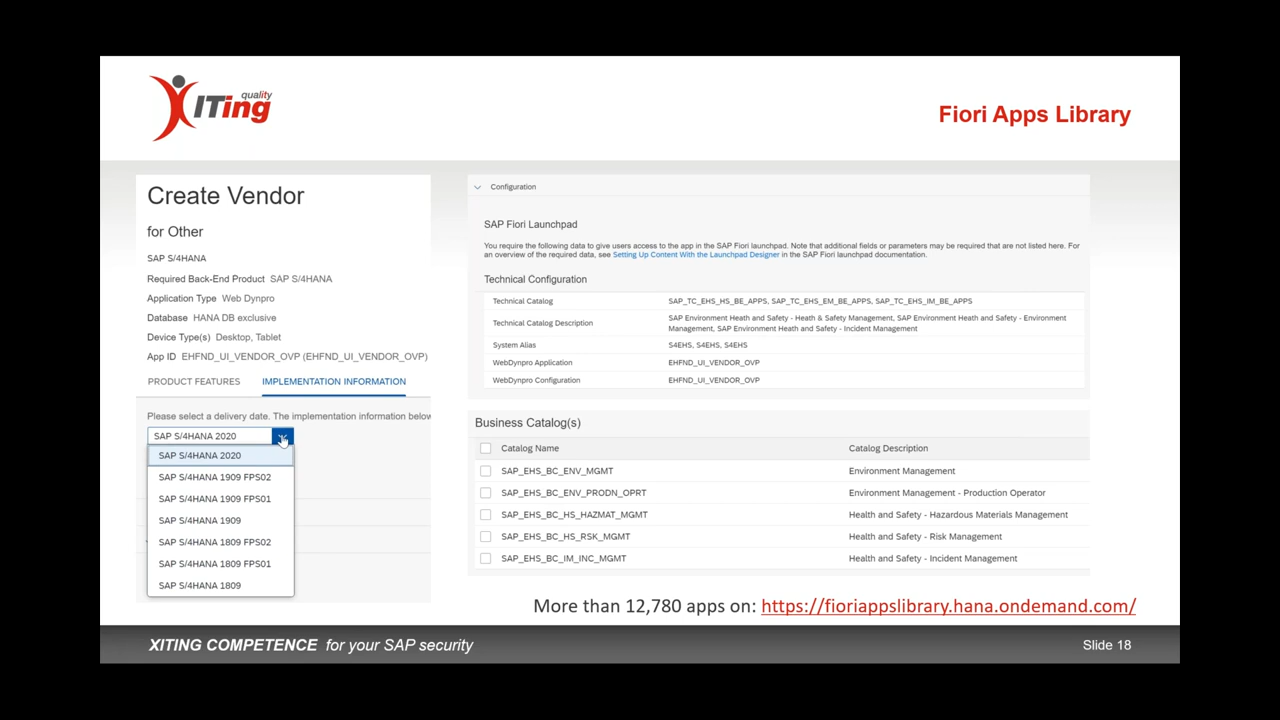 quality
XITing
Fiori Apps Library
Create Vendor
for Other
SAP S/4HANA
Required Back-End Product SAP S/4HANA
Application Type Web Dynpro
Database HANA DB exclusive
Device Type(s) Desktop, Tablet
App ID EHFND_UI_VENDOR_OVP (EHFND_UI_VENDOR_OVP)
PRODUCT FEATURES IMPLEMENTATION INFORMATION
Please select a delivery date. The implementation information below
SAP S/4HANA 2020
SAP S/4HANA 2020
SAP S/4HANA 1909 FPS02
SAP S/4HANA 1909 FPS01
SAP S/4HANA 1909
SAP S/4HANA 1809 FPS02
SAP S/4HANA 1809 FPS01
SAP S/4HANA 1809
Configuration
SAP Fiori Launchpad
You require the following data to give users access to the app in the SAP Fiori launchpad. Note that additional fields or parameters may be required that are not listed here. For
an overview of the required data, see Setting Up Content With the Launchpad Designer in the SAP Fiori launchpad documentation.
Technical Configuration
Technical Catalog SAP_TC_EHS_HS_BE_APPS, SAP_TC_EHS_EM_BE_APPS, SAP_TC_EHS_IM_BE_APPS
Technical Catalog Description SAP Environment Heath and Safety - Heath & Safety Management, SAP Environment Heath and Safety - Environment
Management, SAP Environment Heath and Safety - Incident Management
System Alias S4EHS, S4EHS, S4EHS
WebDynpro Application EHFND_UI_VENDOR_OVP
WebDynpro Configuration EHFND_UI_VENDOR_OVP
Business Catalog(s)
Catalog Name Catalog Description
SAP_EHS_BC_ENV_MGMT Environment Management
SAP_EHS_BC_ENV_PRODN_OPRT Environment Management - Production Operator
SAP_EHS_BC_HS_HAZMAT_MGMT Health and Safety - Hazardous Materials Management
SAP_EHS_BC_HS_RSK_MGMT Health and Safety - Risk Management
SAP_EHS_BC_IM_INC_MGMT Health and Safety - Incident Management
More than 12,780 apps on: https://fioriappslibrary.hana.ondemand.com/
XITING COMPETENCE for your SAP security
Slide 18